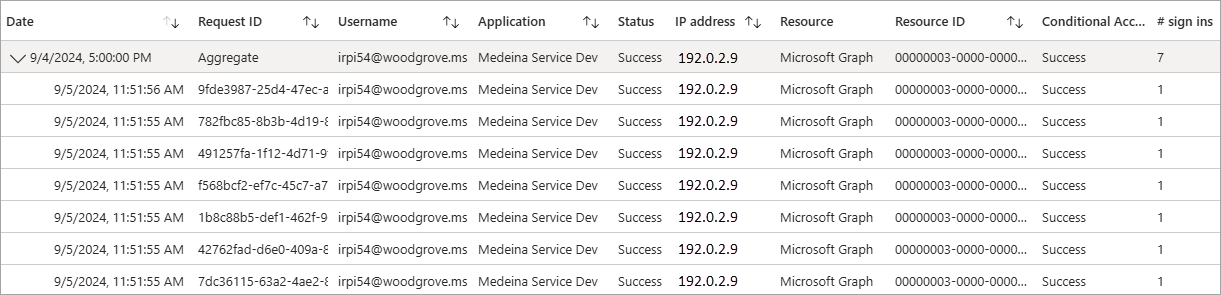 Date Request ID Username Application Status IP address Resource Resource ID Conditional Acc... # sign ins
9/4/2024, 5:00:00 PM Aggregate irpi54@woodgrove.ms Medeina Service Dev Success 192.0.2.9 Microsoft Graph 00000003-0000-0000... Success 7
9/5/2024, 11:51:56 AM 9fde3987-25d4-47ec-a irpi54@woodgrove.ms Medeina Service Dev Success 192.0.2.9 Microsoft Graph 00000003-0000-0000... Success 1
9/5/2024, 11:51:55 AM 782fbc85-8b3b-4d19-8 irpi54@woodgrove.ms Medeina Service Dev Success 192.0.2.9 Microsoft Graph 00000003-0000-0000... Success 1
9/5/2024, 11:51:55 AM 491257fa-1f12-4d71-9 irpi54@woodgrove.ms Medeina Service Dev Success 192.0.2.9 Microsoft Graph 00000003-0000-0000... Success 1
9/5/2024, 11:51:55 AM f568bcf2-ef7c-45c7-a7 irpi54@woodgrove.ms Medeina Service Dev Success 192.0.2.9 Microsoft Graph 00000003-0000-0000... Success 1
9/5/2024, 11:51:55 AM 1b8c88b5-def1-462f-9 irpi54@woodgrove.ms Medeina Service Dev Success 192.0.2.9 Microsoft Graph 00000003-0000-0000... Success 1
9/5/2024, 11:51:55 AM 42762fad-d6e0-409a-8 irpi54@woodgrove.ms Medeina Service Dev Success 192.0.2.9 Microsoft Graph 00000003-0000-0000... Success 1
9/5/2024, 11:51:55 AM 7dc36115-63a2-4ae2-8 irpi54@woodgrove.ms Medeina Service Dev Success 192.0.2.9 Microsoft Graph 00000003-0000-0000... Success 1